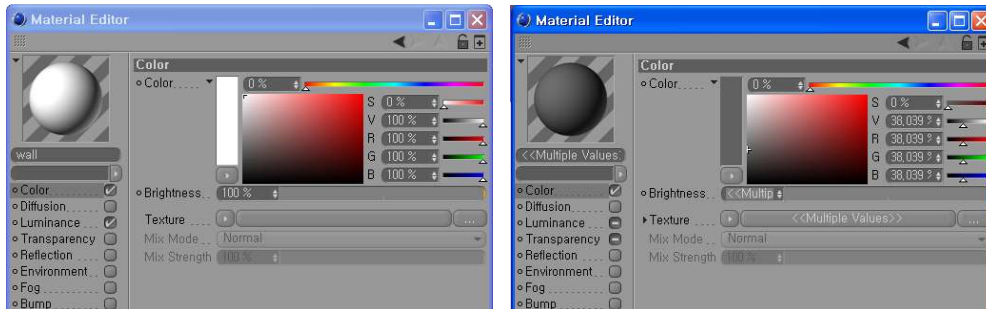 Material Editor
Color
Color
0 %
S 0 %
V 100 %
R 100 %
G 100 %
B 100 %
wall
Color
Diffusion
Luminance
Transparency
Reflection
Environment
Fog
Bump
Brightness 100 %
Texture ...
Mix Mode Normal
Mix Strength 100 %
Material Editor
Color
Color
0 %
S 0 %
V 38,039 %
R 38,039 %
G 38,039 %
B 38,039 %
<<Multiple Values:
Color
Diffusion
Luminance
Transparency
Reflection
Environment
Fog
Bump
Brightness <<Multip
Texture <<Multiple Values>> ...
Mix Mode Normal
Mix Strength 100 %